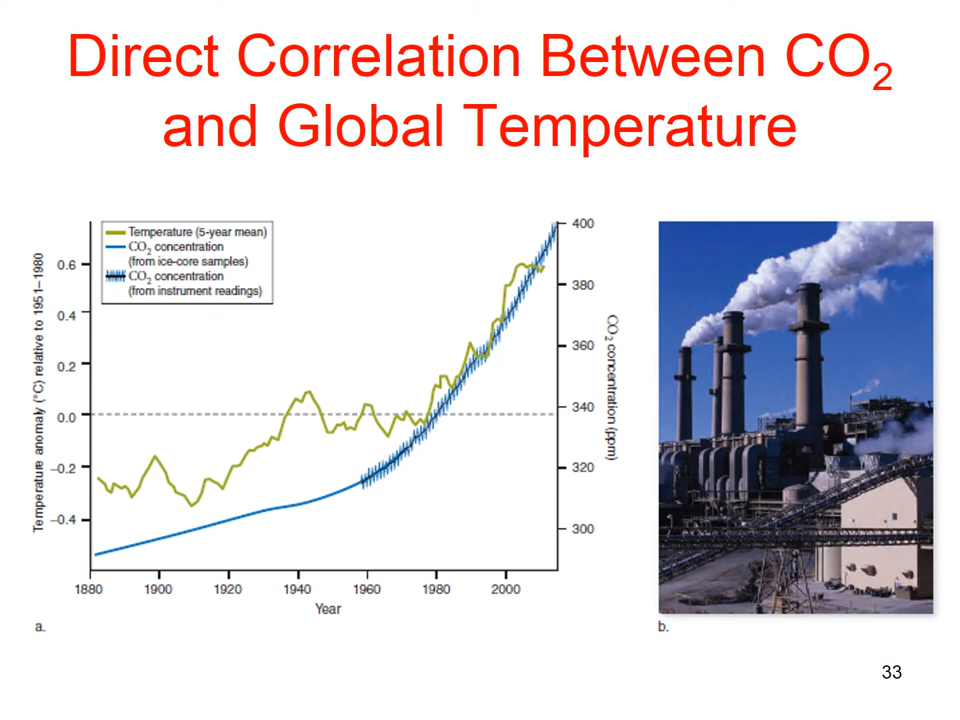 Direct Correlation Between CO₂
and Global Temperature
Temperature (5-year mean)
CO₂ concentration
(from ice-core samples)
CO₂ concentration
(from instrument readings)
Temperature anomaly (°C) relative to 1951–1980
0.6
0.4
0.2
0.0
–0.2
–0.4
400
380
360
340
320
300
CO₂ concentration (ppm)
1880 1900 1920 1940 1960 1980 2000
Year
a.
b.
33